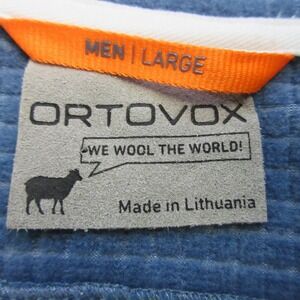 MEN | LARGE
ORTOVOX
WE WOOL THE WORLD!
Made in Lithuania